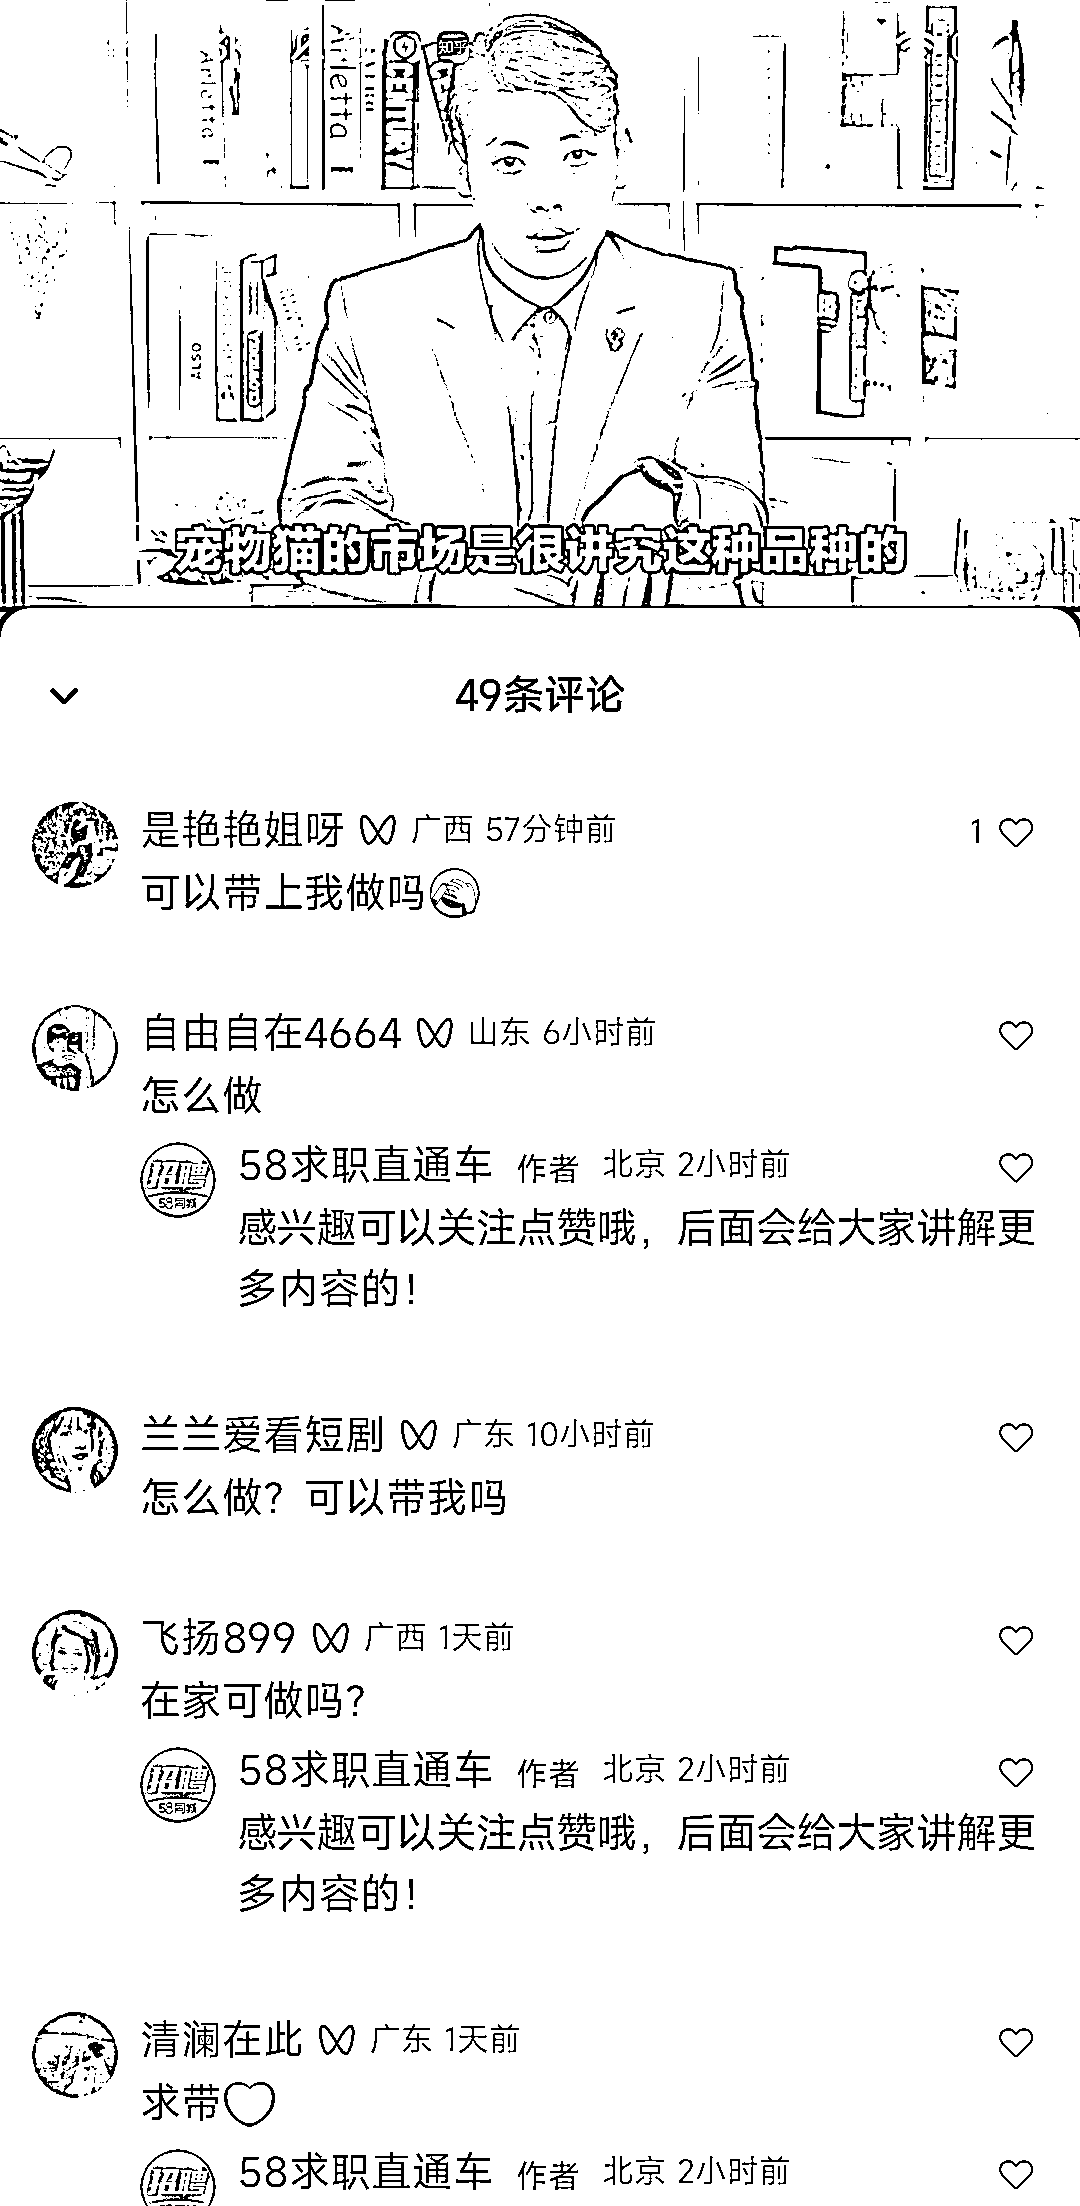 Arletta
Arletta
CENTURY
知乎
ALSO
宠物猫的市场是很讲究这种品种的
49条评论
是艳艳姐呀 广西 57分钟前
1
可以带上我做吗
自由自在4664 山东 6小时前
怎么做
58求职直通车 作者 北京 2小时前
招聘
58同城
感兴趣可以关注点赞哦，后面会给大家讲解更
多内容的！
兰兰爱看短剧 广东 10小时前
怎么做？可以带我吗
飞扬899 广西 1天前
在家可做吗？
58求职直通车 作者 北京 2小时前
招聘
58同城
感兴趣可以关注点赞哦，后面会给大家讲解更
多内容的！
清澜在此 广东 1天前
求带
58求职直通车 作者 北京 2小时前
招聘